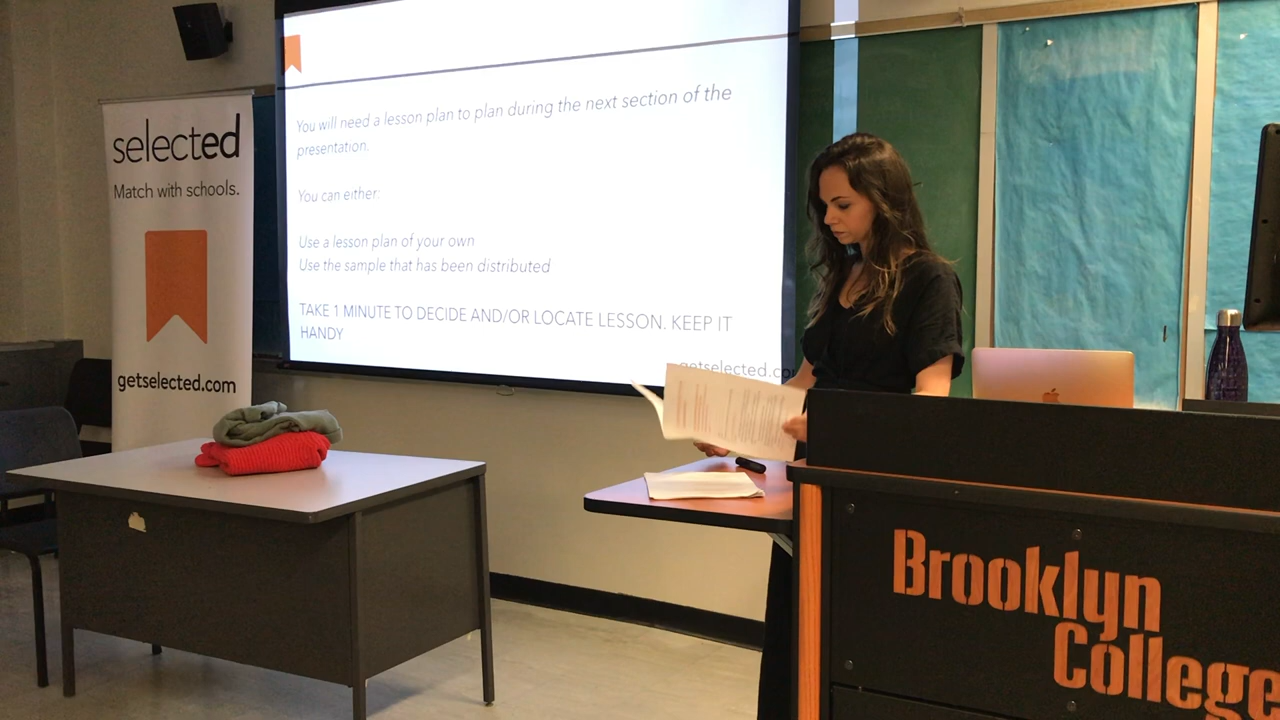 selected
Match with schools.
getselected.com
You will need a lesson plan to plan during the next section of the
presentation.
You can either:
Use a lesson plan of your own
Use the sample that has been distributed
TAKE 1 MINUTE TO DECIDE AND/OR LOCATE LESSON. KEEP IT
HANDY
getselected.co
Brooklyn
College